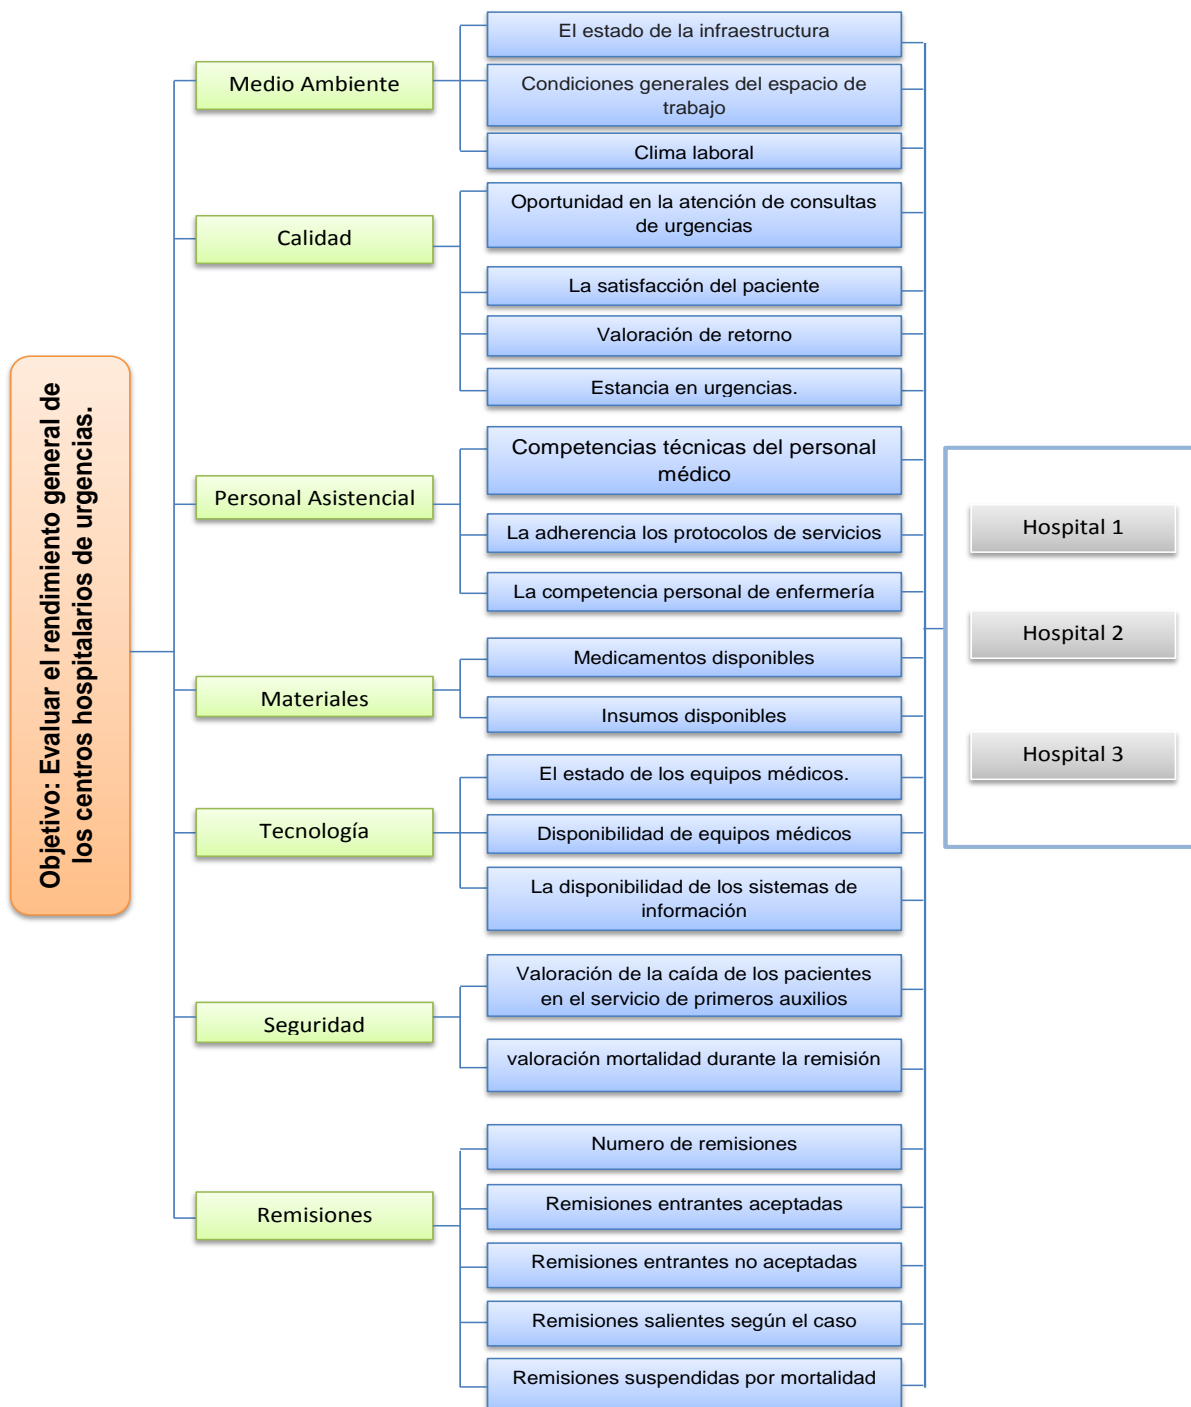 Objetivo: Evaluar el rendimiento general de
los centros hospitalarios de urgencias.
Medio Ambiente
El estado de la infraestructura
Condiciones generales del espacio de
trabajo
Clima laboral
Calidad
Oportunidad en la atención de consultas
de urgencias
La satisfacción del paciente
Valoración de retorno
Estancia en urgencias.
Personal Asistencial
Competencias técnicas del personal
médico
La adherencia los protocolos de servicios
La competencia personal de enfermería
Materiales
Medicamentos disponibles
Insumos disponibles
Tecnología
El estado de los equipos médicos.
Disponibilidad de equipos médicos
La disponibilidad de los sistemas de
información
Seguridad
Valoración de la caída de los pacientes
en el servicio de primeros auxilios
valoración mortalidad durante la remisión
Remisiones
Numero de remisiones
Remisiones entrantes aceptadas
Remisiones entrantes no aceptadas
Remisiones salientes según el caso
Remisiones suspendidas por mortalidad
Hospital 1
Hospital 2
Hospital 3